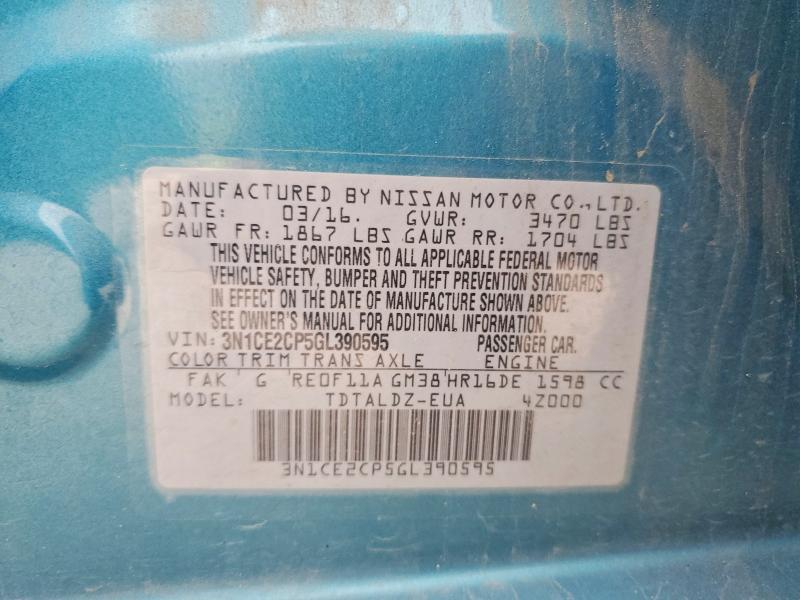 MANUFACTURED BY NISSAN MOTOR CO.,LTD.
DATE: 03/16. GVWR: 3470 LBS
GAWR FR: 1867 LBS GAWR RR: 1704 LBS
THIS VEHICLE CONFORMS TO ALL APPLICABLE FEDERAL MOTOR
VEHICLE SAFETY, BUMPER AND THEFT PREVENTION STANDARDS
IN EFFECT ON THE DATE OF MANUFACTURE SHOWN ABOVE.
SEE OWNER'S MANUAL FOR ADDITIONAL INFORMATION.
VIN: 3N1CE2CP5GL390595 PASSENGER CAR.
COLOR TRIM TRANS AXLE ENGINE
FAK G RE0F11A GM38 HR16DE 1598 CC
MODEL: TDTALDZ-EUA 4Z000
3N1CE2CP5GL390595